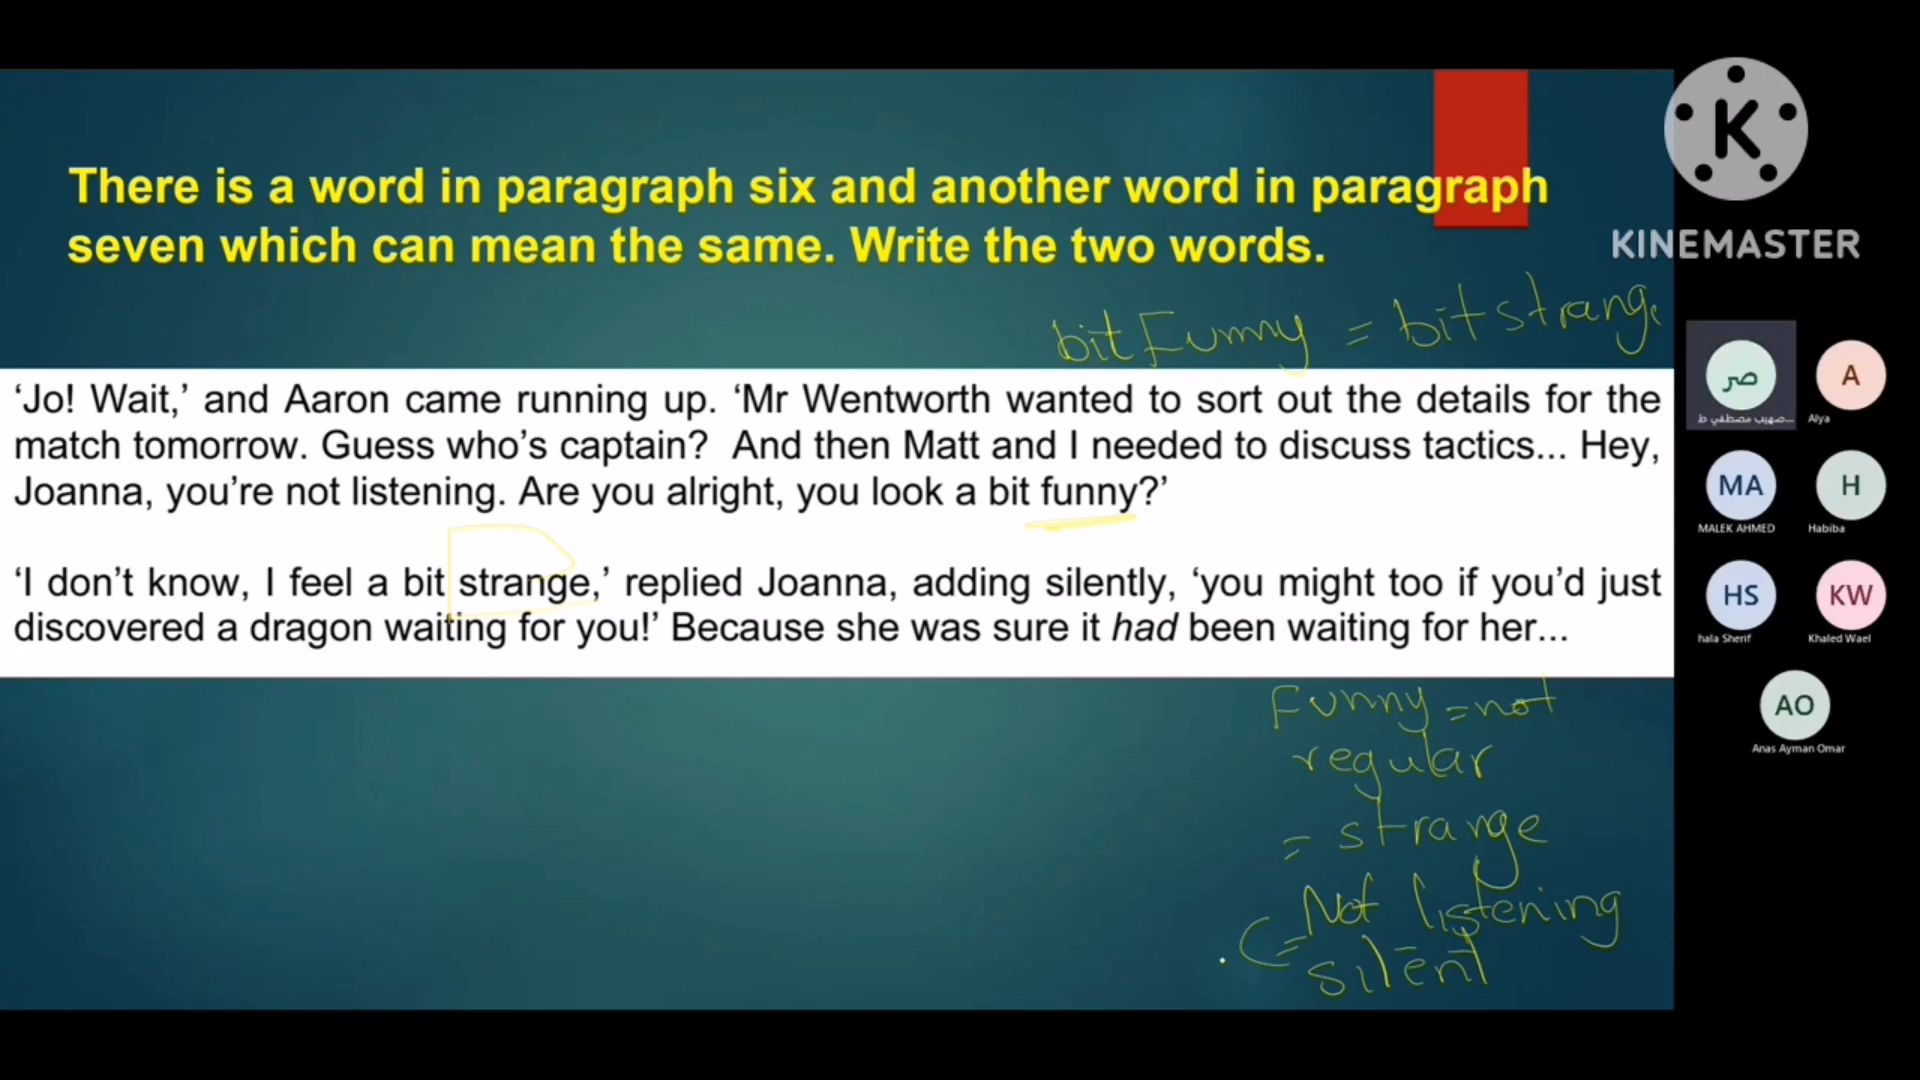 There is a word in paragraph six and another word in paragraph
seven which can mean the same. Write the two words.
KINEMASTER
bit Funny = bit strange
‘Jo! Wait,’ and Aaron came running up. ‘Mr Wentworth wanted to sort out the details for the
match tomorrow. Guess who’s captain? And then Matt and I needed to discuss tactics... Hey,
Joanna, you’re not listening. Are you alright, you look a bit funny?’
‘I don’t know, I feel a bit strange,’ replied Joanna, adding silently, ‘you might too if you’d just
discovered a dragon waiting for you!’ Because she was sure it had been waiting for her...
Funny = not
regular
= strange
Not listening
= silent
صر
صهيب مصطفي ط...
A
Alya
MA
MALEK AHMED
H
Habiba
HS
hala Sherif
KW
Khaled Wael
AO
Anas Ayman Omar